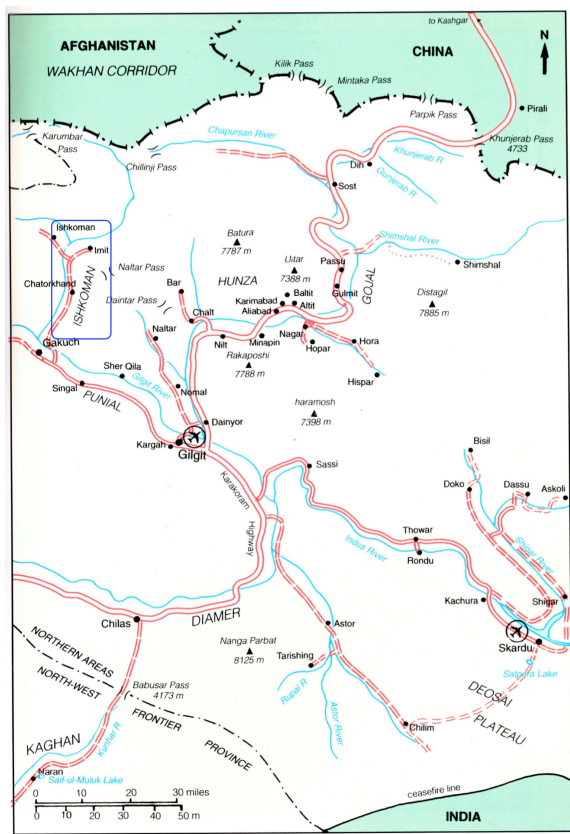 to Kashgar
AFGHANISTAN
WAKHAN CORRIDOR
CHINA
N
Kilik Pass
Mintaka Pass
Parpik Pass
Pirali
Karumbar
Pass
Chapursan River
Khunjerab Pass
4733
Khunjerab R
Chillinji Pass
Dih
Gunjerab R
Sost
Ishkoman
Batura
7787 m
Shimshal River
Imit
Naltar Pass
Ultar
7388 m
Passu
Shimshal
Chatorkhand
ISHKOMAN
HUNZA
GOJAL
Distagil
7885 m
Bar
Baltit
Gulmit
Daintar Pass
Karimabad
Altit
Chalt
Aliabad
Naltar
Nagar
Gakuch
Nilt
Minapin
Hopar
Hora
Rakaposhi
7788 m
Sher Qila
Gilgit River
Hispar
Singal
Nomal
PUNIAL
haramosh
7398 m
Dainyor
Kargah
Gilgit
Bisil
Sassi
Karakoram
Highway
Doko
Dassu
Askoli
Thowar
Indus River
Rondu
Shigar River
Kachura
Shigar
DIAMER
Chilas
Astor
Skardu
NORTHERN AREAS
NORTH-WEST
FRONTIER
PROVINCE
Nanga Parbat
8125 m
Tarishing
Satpura Lake
Babusar Pass
4173 m
Rupal R
Astor River
DEOSAI
PLATEAU
KAGHAN
Kunhar R
Chilim
Naran
Saif-ul-Muluk Lake
0 10 20 30 miles
0 10 20 30 40 50 m
ceasefire line
INDIA